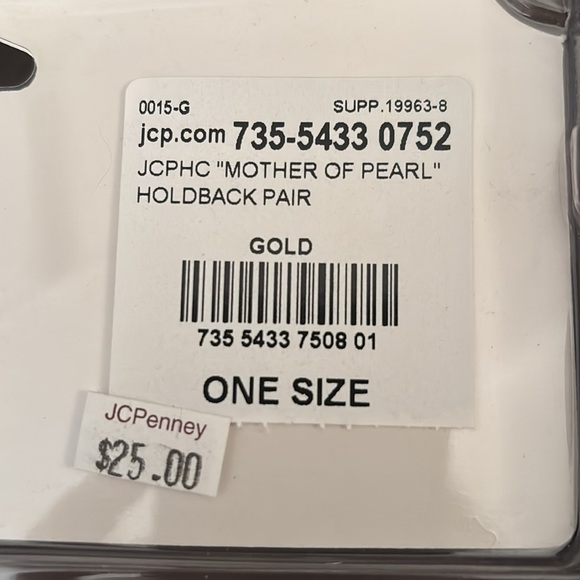 0015-G SUPP.19963-8
jcp.com 735-5433 0752
JCPHC "MOTHER OF PEARL"
HOLDBACK PAIR
GOLD
735 5433 7508 01
ONE SIZE
JCPenney
$25.00